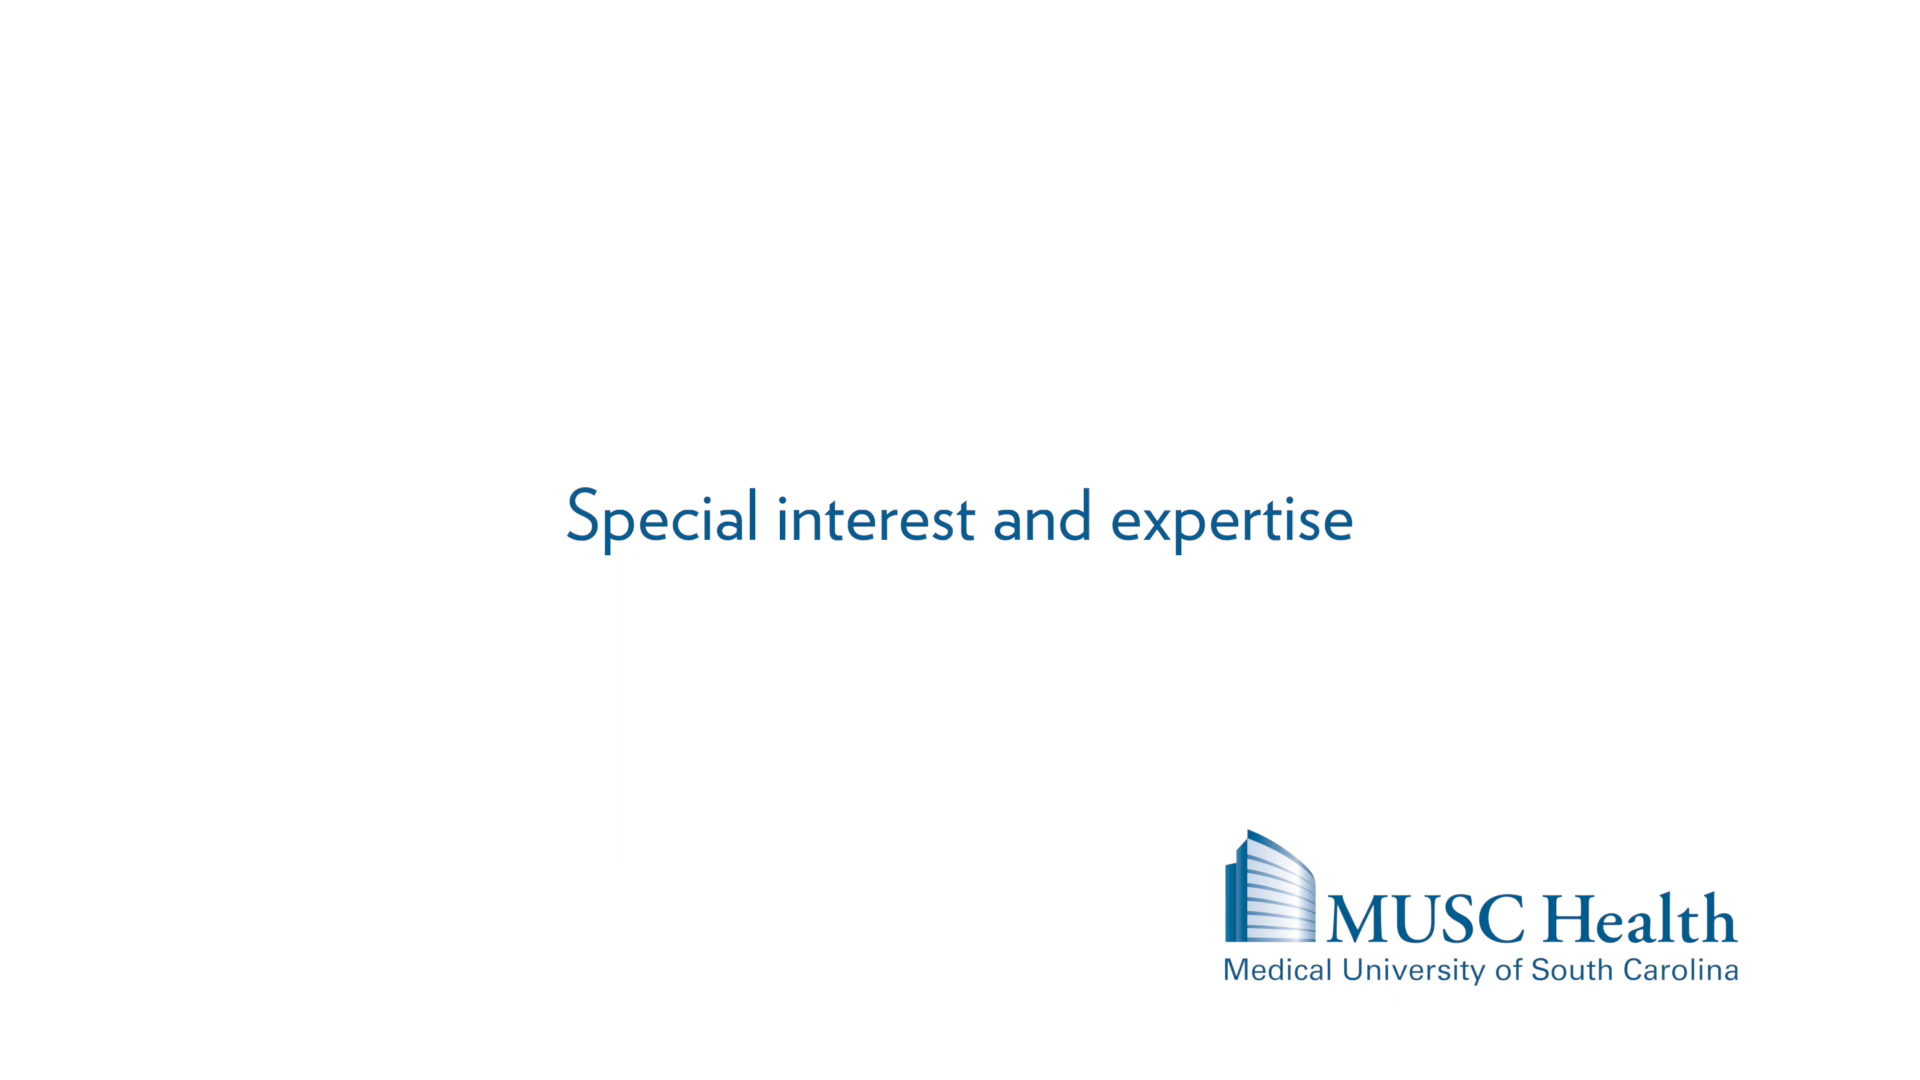 Special interest and expertise
MUSC Health
Medical University of South Carolina